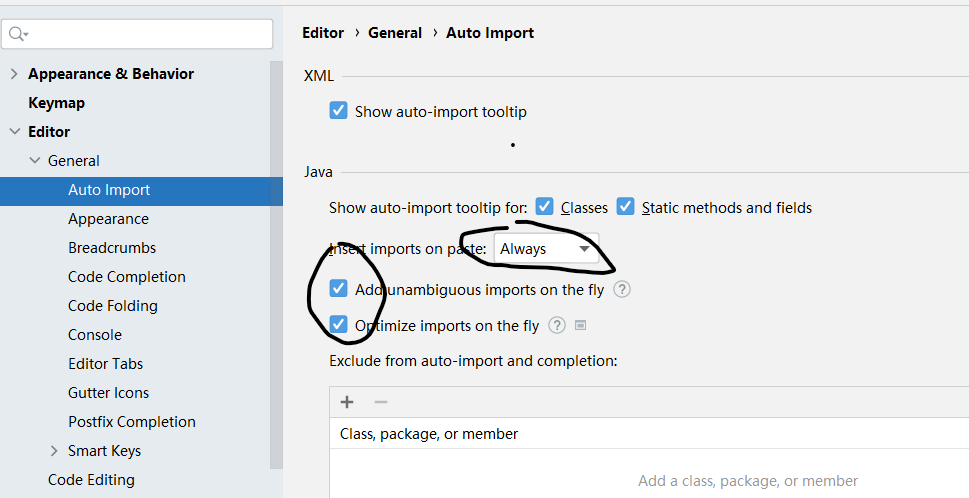 Editor › General › Auto Import
Appearance & Behavior
Keymap
Editor
General
Auto Import
Appearance
Breadcrumbs
Code Completion
Code Folding
Console
Editor Tabs
Gutter Icons
Postfix Completion
Smart Keys
Code Editing
XML
Show auto-import tooltip
Java
Show auto-import tooltip for: Classes Static methods and fields
Insert imports on paste: Always
Add unambiguous imports on the fly ?
Optimize imports on the fly ?
Exclude from auto-import and completion:
Class, package, or member
Add a class, package, or member